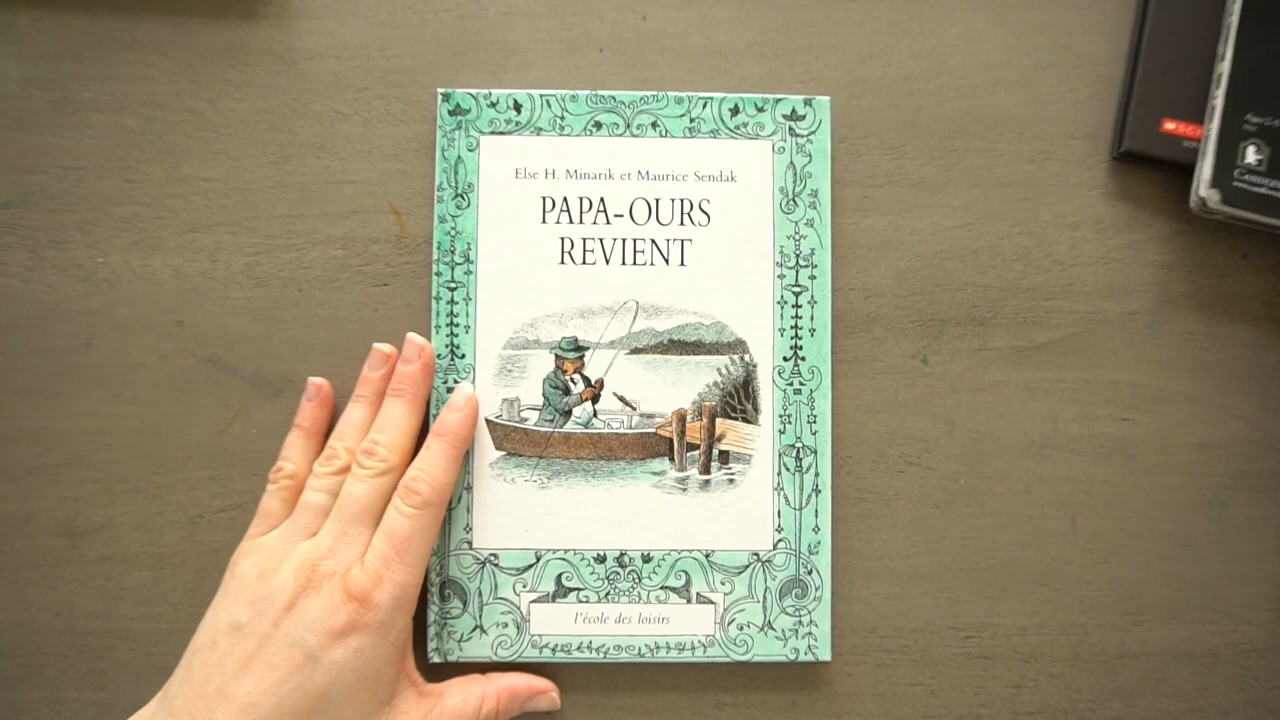 Else H. Minarik et Maurice Sendak
PAPA-OURS
REVIENT
l'école des loisirs